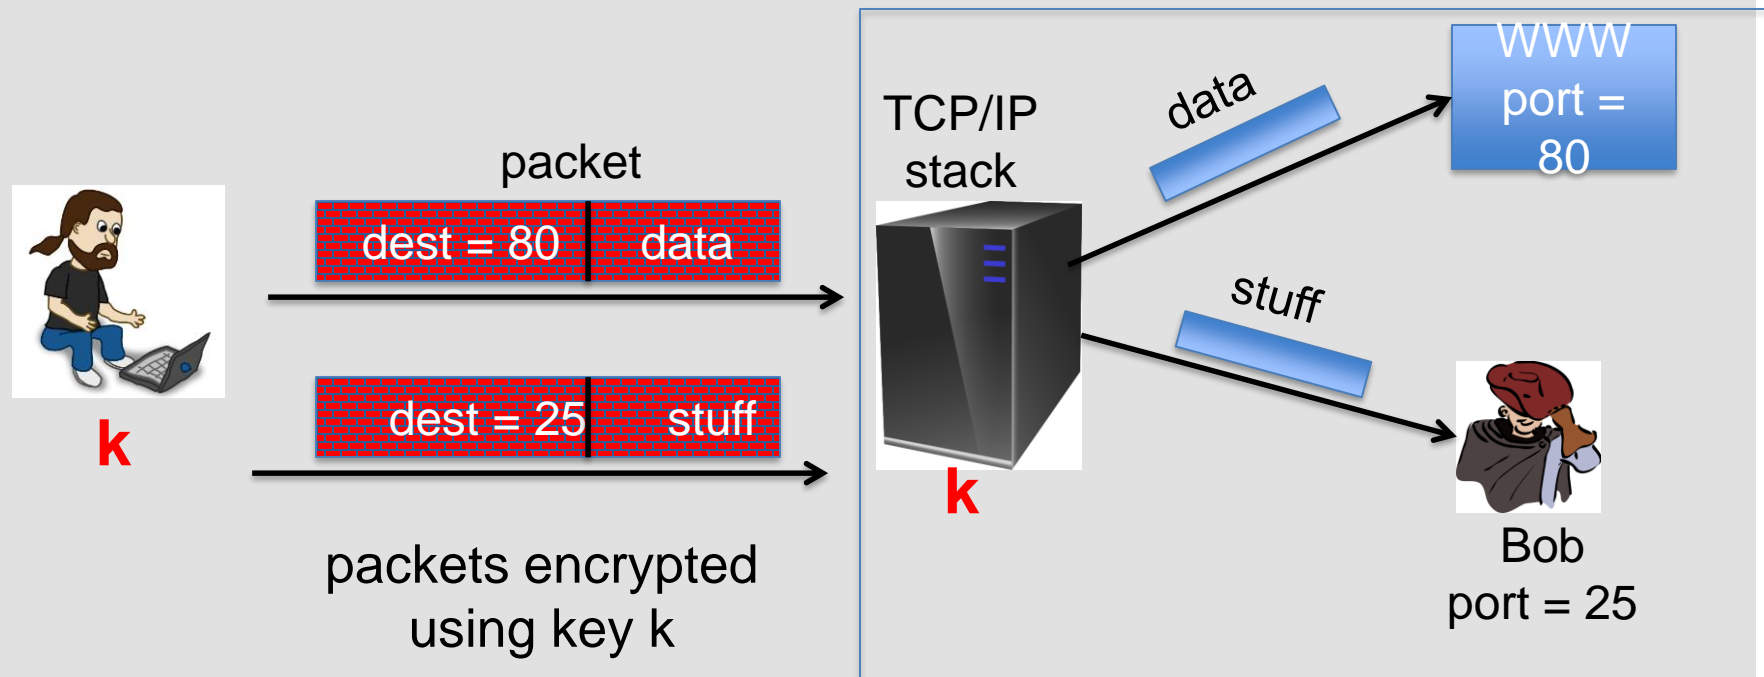 packet
dest = 80 data
k
dest = 25 stuff
packets encrypted
using key k
TCP/IP
stack
k
data
WWW
port =
80
stuff
Bob
port = 25